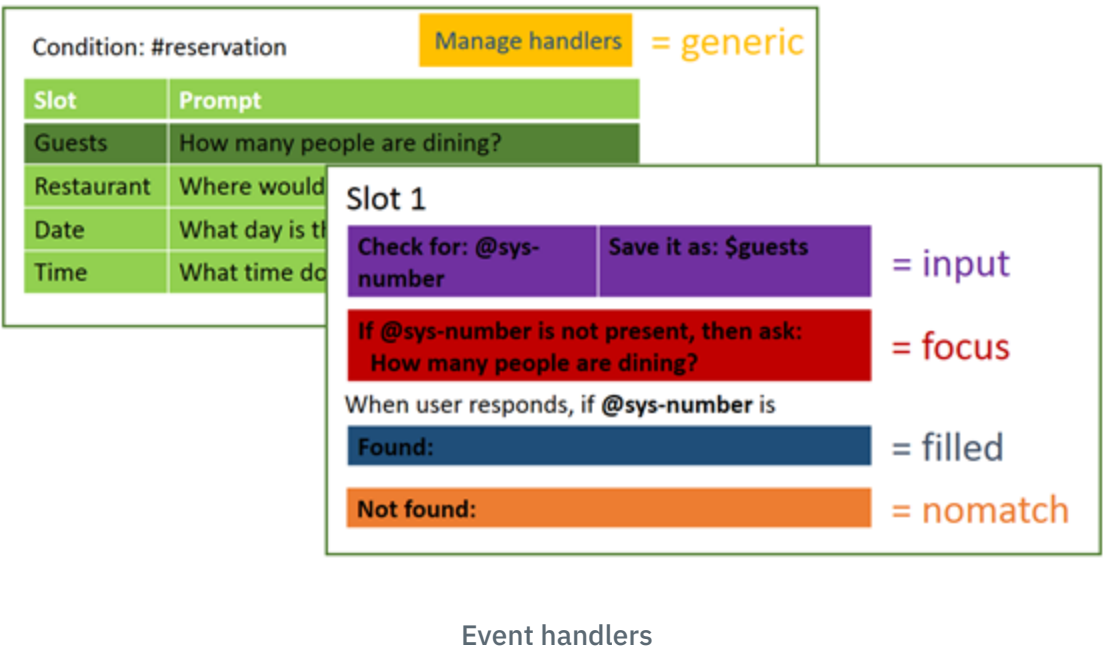 Condition: #reservation
Manage handlers
= generic
Slot Prompt
Guests How many people are dining?
Restaurant Where would
Date What day is
Time What time do
Slot 1
Check for: @sys-
number
Save it as: $guests
= input
If @sys-number is not present, then ask:
How many people are dining?
= focus
When user responds, if @sys-number is
Found:
= filled
Not found:
= nomatch
Event handlers